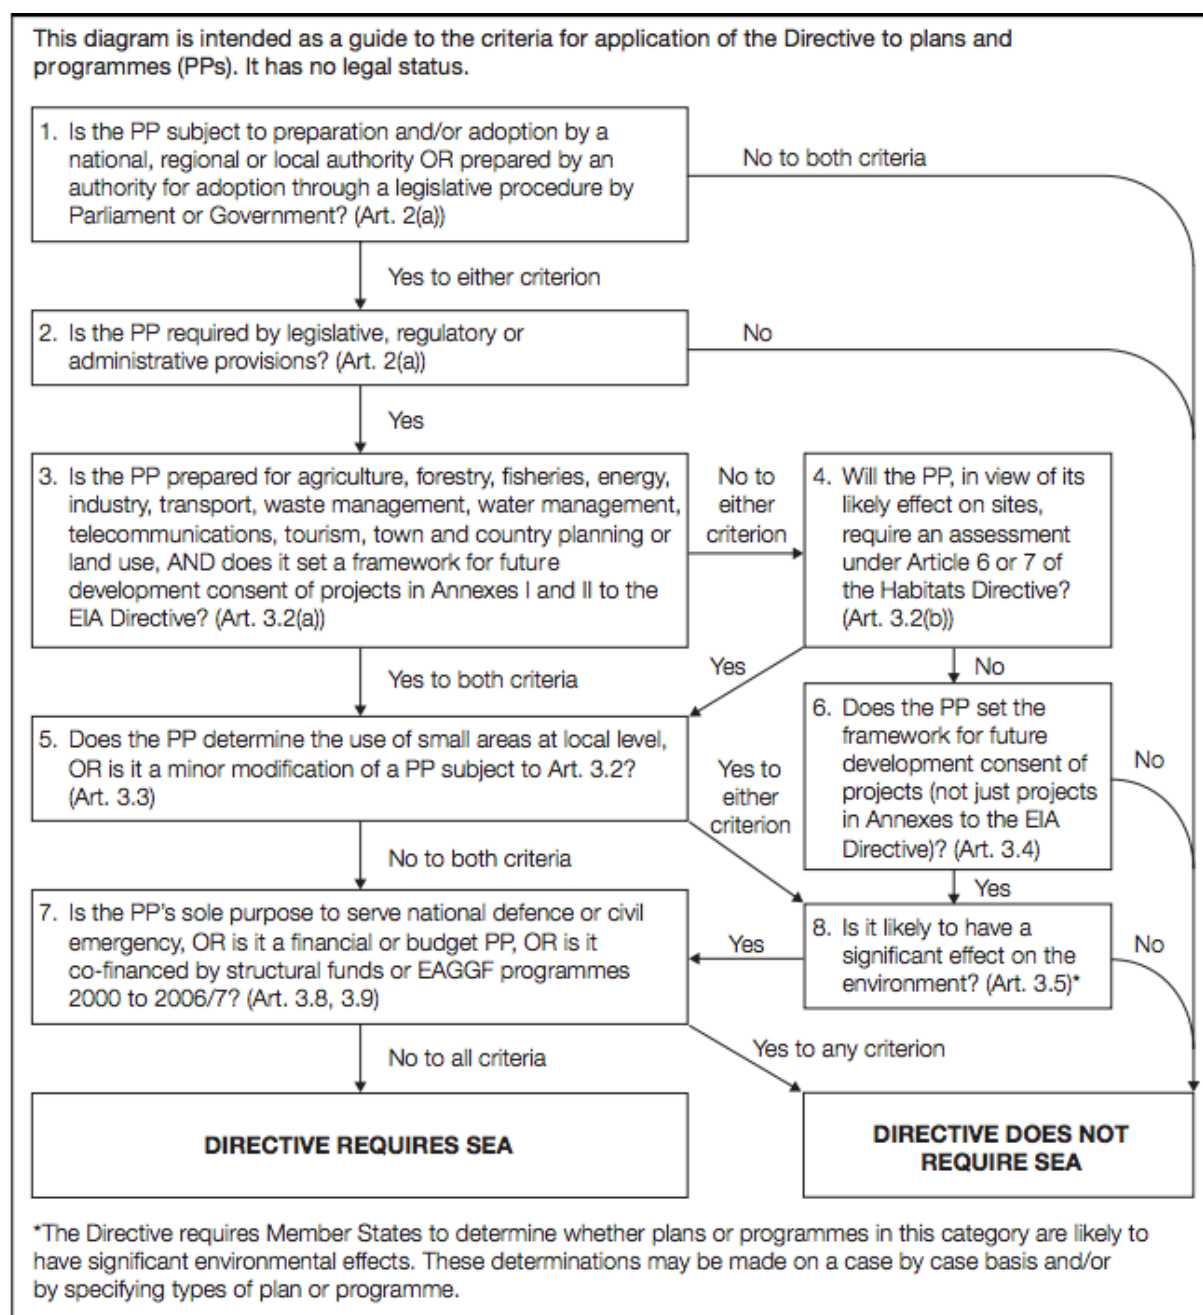 This diagram is intended as a guide to the criteria for application of the Directive to plans and
programmes (PPs). It has no legal status.
1. Is the PP subject to preparation and/or adoption by a
national, regional or local authority OR prepared by an
authority for adoption through a legislative procedure by
Parliament or Government? (Art. 2(a))
No to both criteria
Yes to either criterion
2. Is the PP required by legislative, regulatory or
administrative provisions? (Art. 2(a))
No
Yes
3. Is the PP prepared for agriculture, forestry, fisheries, energy,
industry, transport, waste management, water management,
telecommunications, tourism, town and country planning or
land use, AND does it set a framework for future
development consent of projects in Annexes I and II to the
EIA Directive? (Art. 3.2(a))
No to
either
criterion
4. Will the PP, in view of its
likely effect on sites,
require an assessment
under Article 6 or 7 of
the Habitats Directive?
(Art. 3.2(b))
Yes to both criteria
Yes
No
5. Does the PP determine the use of small areas at local level,
OR is it a minor modification of a PP subject to Art. 3.2?
(Art. 3.3)
Yes to
either
criterion
6. Does the PP set the
framework for future
development consent of
projects (not just projects
in Annexes to the EIA
Directive)? (Art. 3.4)
No
No to both criteria
Yes
7. Is the PP's sole purpose to serve national defence or civil
emergency, OR is it a financial or budget PP, OR is it
co-financed by structural funds or EAGGF programmes
2000 to 2006/7? (Art. 3.8, 3.9)
Yes
8. Is it likely to have a
significant effect on the
environment? (Art. 3.5)*
No
No to all criteria
Yes to any criterion
DIRECTIVE REQUIRES SEA
DIRECTIVE DOES NOT
REQUIRE SEA
*The Directive requires Member States to determine whether plans or programmes in this category are likely to
have significant environmental effects. These determinations may be made on a case by case basis and/or
by specifying types of plan or programme.